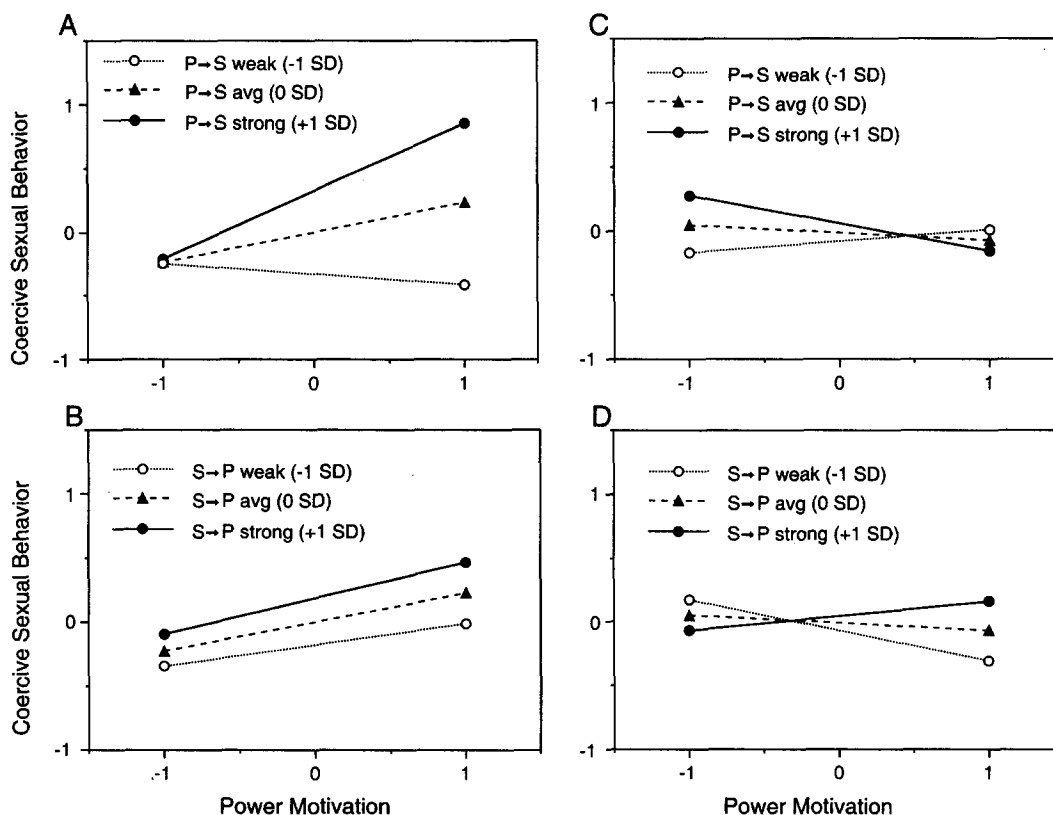 A
P→S weak (-1 SD)
P→S avg (0 SD)
P→S strong (+1 SD)
1
0
-1
-1
0
1
Coercive Sexual Behavior
C
P→S weak (-1 SD)
P→S avg (0 SD)
P→S strong (+1 SD)
1
0
-1
-1
0
1
B
S→P weak (-1 SD)
S→P avg (0 SD)
S→P strong (+1 SD)
1
0
-1
-1
0
1
Coercive Sexual Behavior
Power Motivation
D
S→P weak (-1 SD)
S→P avg (0 SD)
S→P strong (+1 SD)
1
0
-1
-1
0
1
Power Motivation